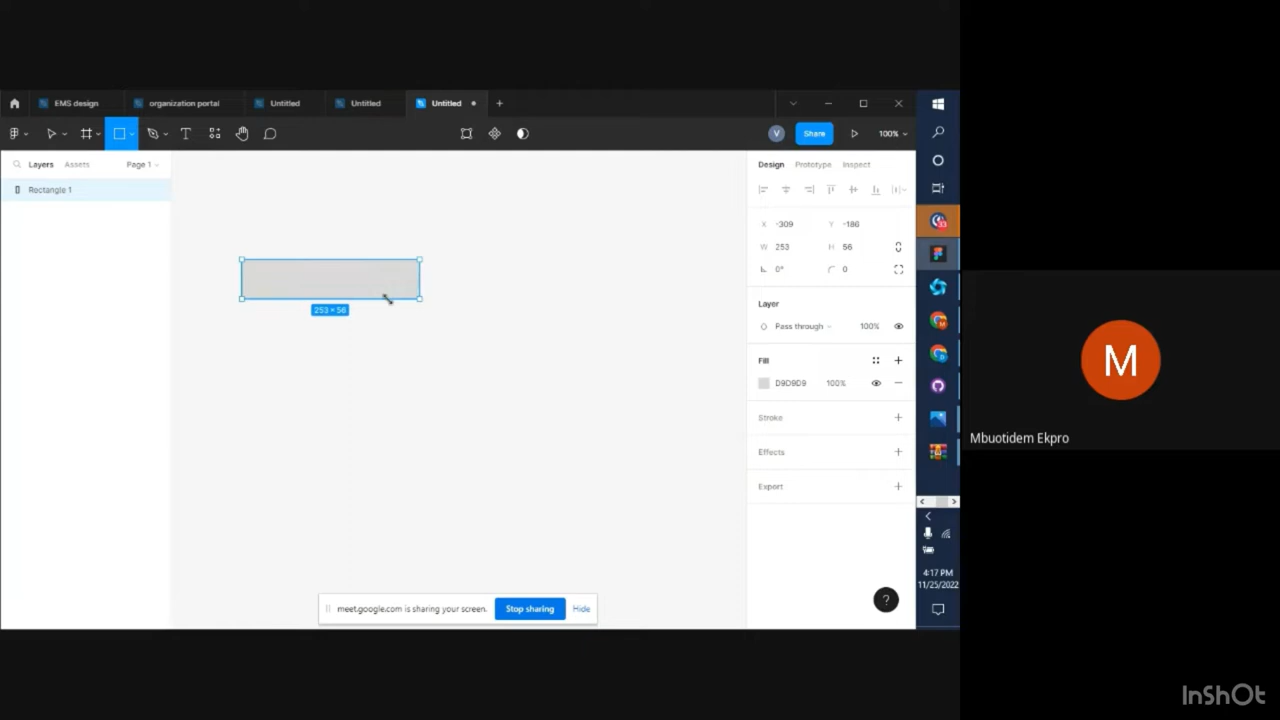 EMS design
organization portal
Untitled
Untitled
Untitled
V
Share
100%
Layers
Assets
Page 1
Design
Prototype
Inspect
Rectangle 1
X -309
Y -186
W 253
H 56
0°
0
253 × 56
Layer
Pass through
100%
Fill
D9D9D9
100%
Stroke
Effects
Export
?
meet.google.com is sharing your screen.
Stop sharing
Hide
4:17 PM
11/25/2022
M
Mbuotidem Ekpro
InShOt